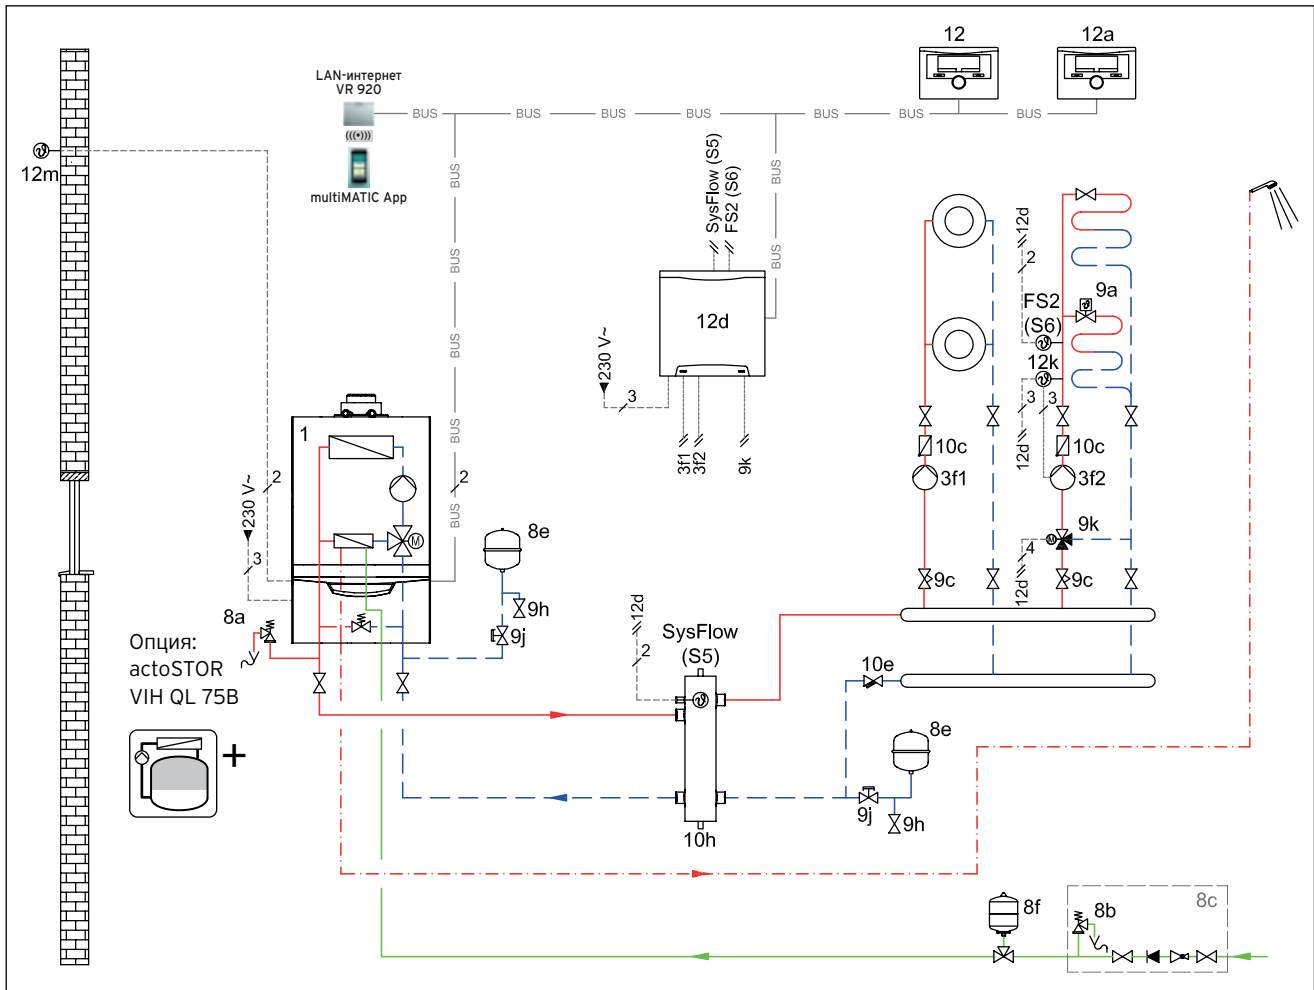 12
12a
LAN-интернет
VR 920
BUS
BUS
BUS
BUS
BUS
BUS
BUS
12m
multiMATIC App
BUS
BUS
BUS
BUS
BUS
SysFlow (S5)
FS2 (S6)
BUS
BUS
12d
2
9a
FS2
(S6)
12d
230 V~
3
12k
3
3
1
3f1
3f2
9k
12d
10c
10c
3f1
3f2
2
2
230 V~
3
M
8e
9k
M
4
12d
9c
9c
9h
9j
8a
12d
2
SysFlow
(S5)
10e
Опция:
actoSTOR
VIH QL 75B
+
8e
9j
9h
10h
8f
8b
8c